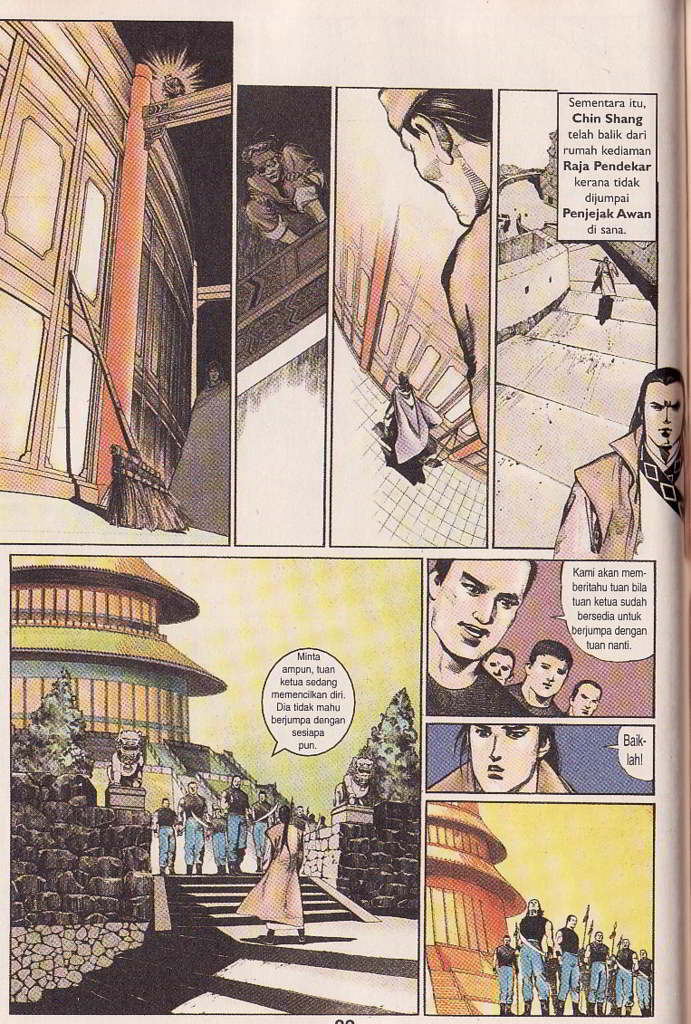 Sementara itu,
Chin Shang
telah balik dari
rumah kediaman
Raja Pendekar
kerana tidak
dijumpai
Penjejak Awan
di sana.
Minta
ampun, tuan
ketua sedang
memencilkan diri.
Dia tidak mahu
berjumpa dengan
sesiapa
pun.
Kami akan mem-
beritahu tuan bila
tuan ketua sudah
bersedia untuk
berjumpa dengan
tuan nanti.
Baik-
lah!